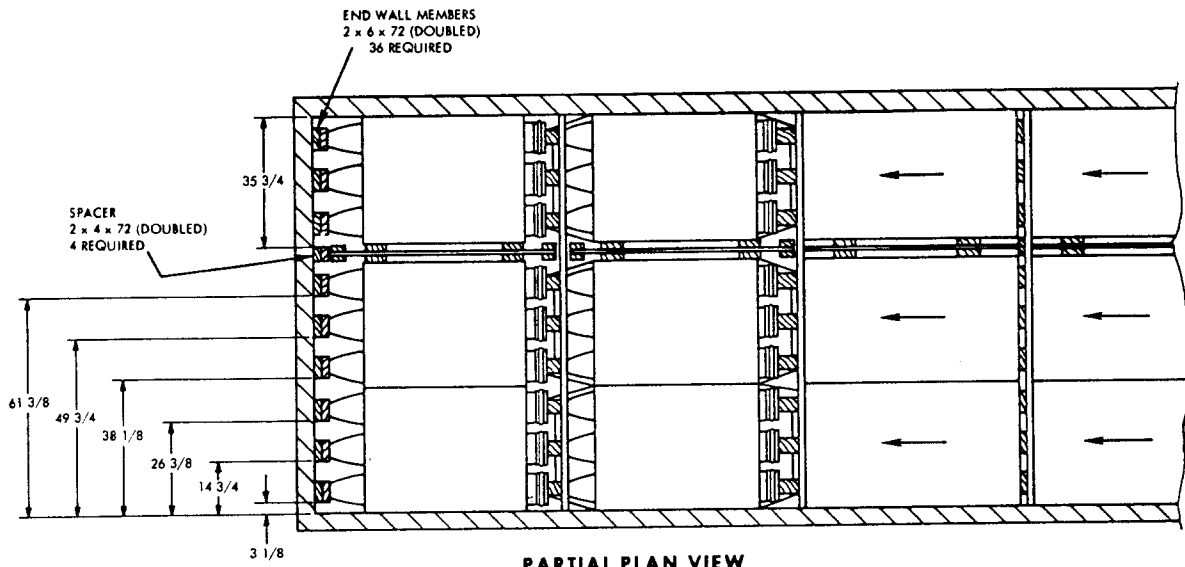 END WALL MEMBERS
2 x 6 x 72 (DOUBLED)
36 REQUIRED
35 3/4
SPACER
2 x 4 x 72 (DOUBLED)
4 REQUIRED
61 3/8
49 3/4
38 1/8
26 3/8
14 3/4
3 1/8
PARTIAL PLAN VIEW